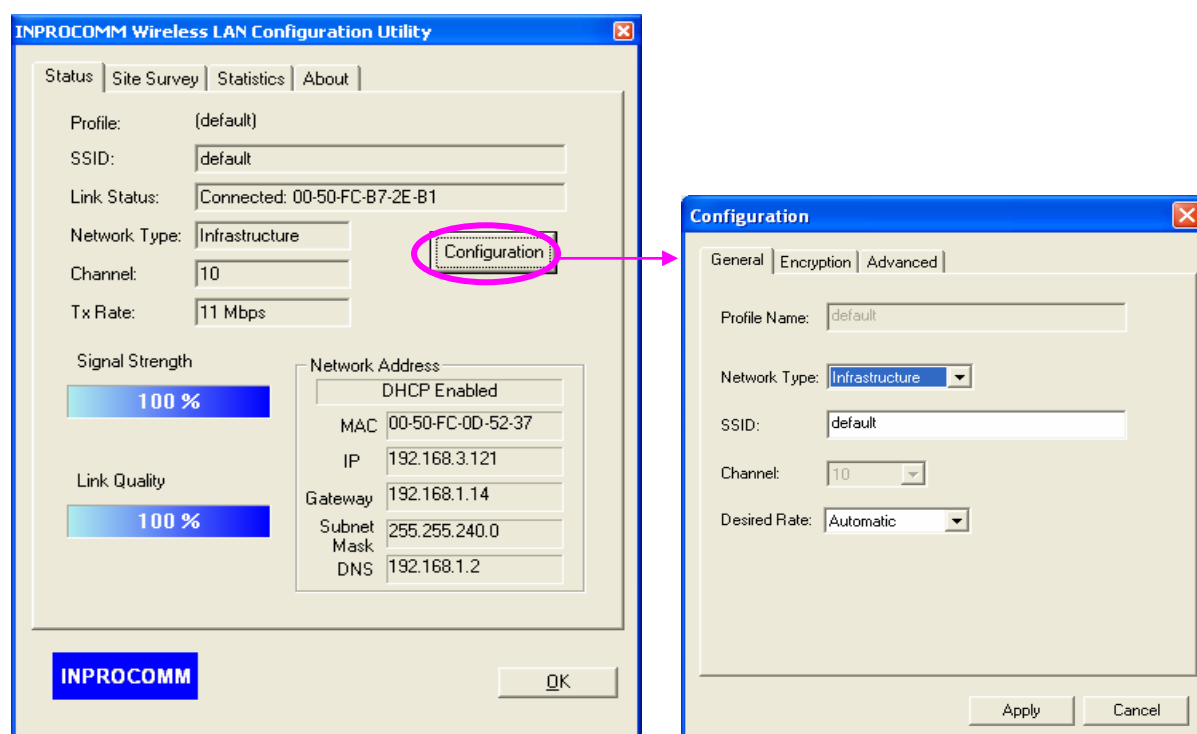 INPROCOMM Wireless LAN Configuration Utility
Status Site Survey Statistics About
Profile: (default)
SSID: default
Link Status: Connected: 00-50-FC-B7-2E-B1
Network Type: Infrastructure
Configuration
Channel: 10
Tx Rate: 11 Mbps
Signal Strength
100 %
Link Quality
100 %
Network Address
DHCP Enabled
MAC 00-50-FC-0D-52-37
IP 192.168.3.121
Gateway 192.168.1.14
Subnet Mask 255.255.240.0
DNS 192.168.1.2
INPROCOMM
OK
Configuration
General Encryption Advanced
Profile Name: default
Network Type: Infrastructure
SSID: default
Channel: 10
Desired Rate: Automatic
Apply Cancel